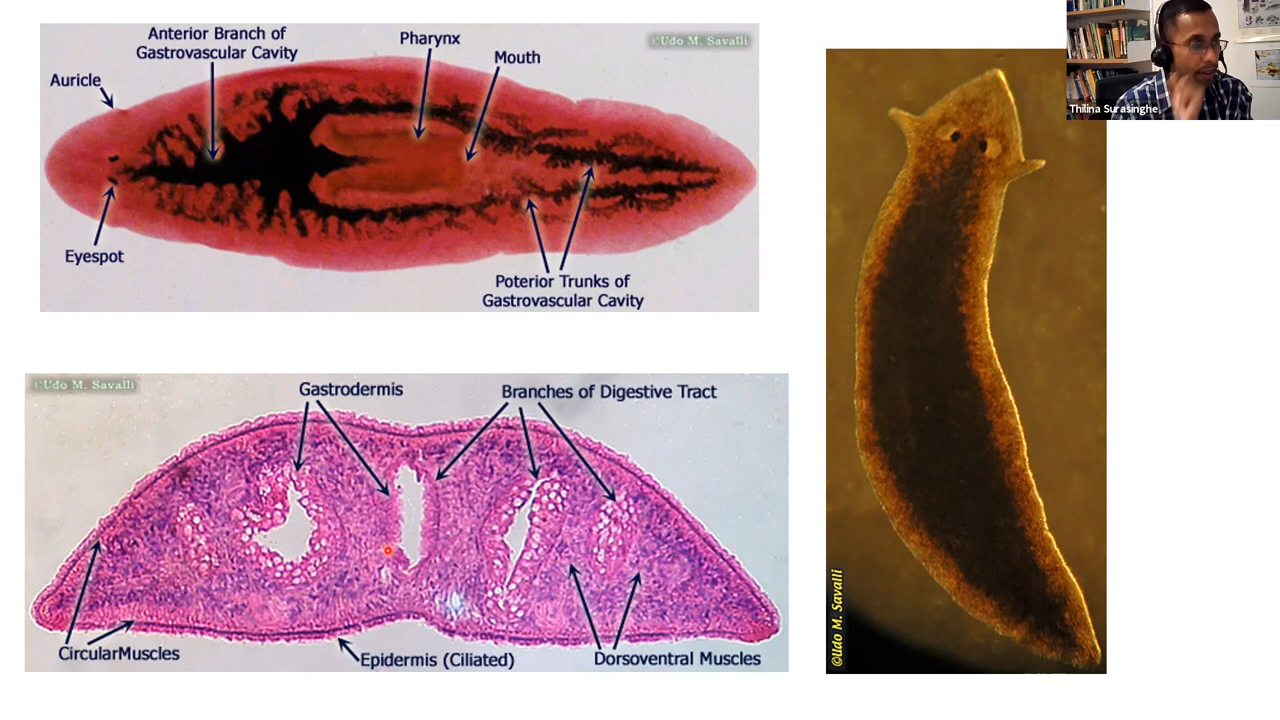 Anterior Branch of
Gastrovascular Cavity
Pharynx
Mouth
©Udo M. Savalli
Auricle
Eyespot
Poterior Trunks of
Gastrovascular Cavity
Thilina Surasinghe
©Udo M. Savalli
Gastrodermis
Branches of Digestive Tract
CircularMuscles
Epidermis (Ciliated)
Dorsoventral Muscles
©Udo M. Savalli